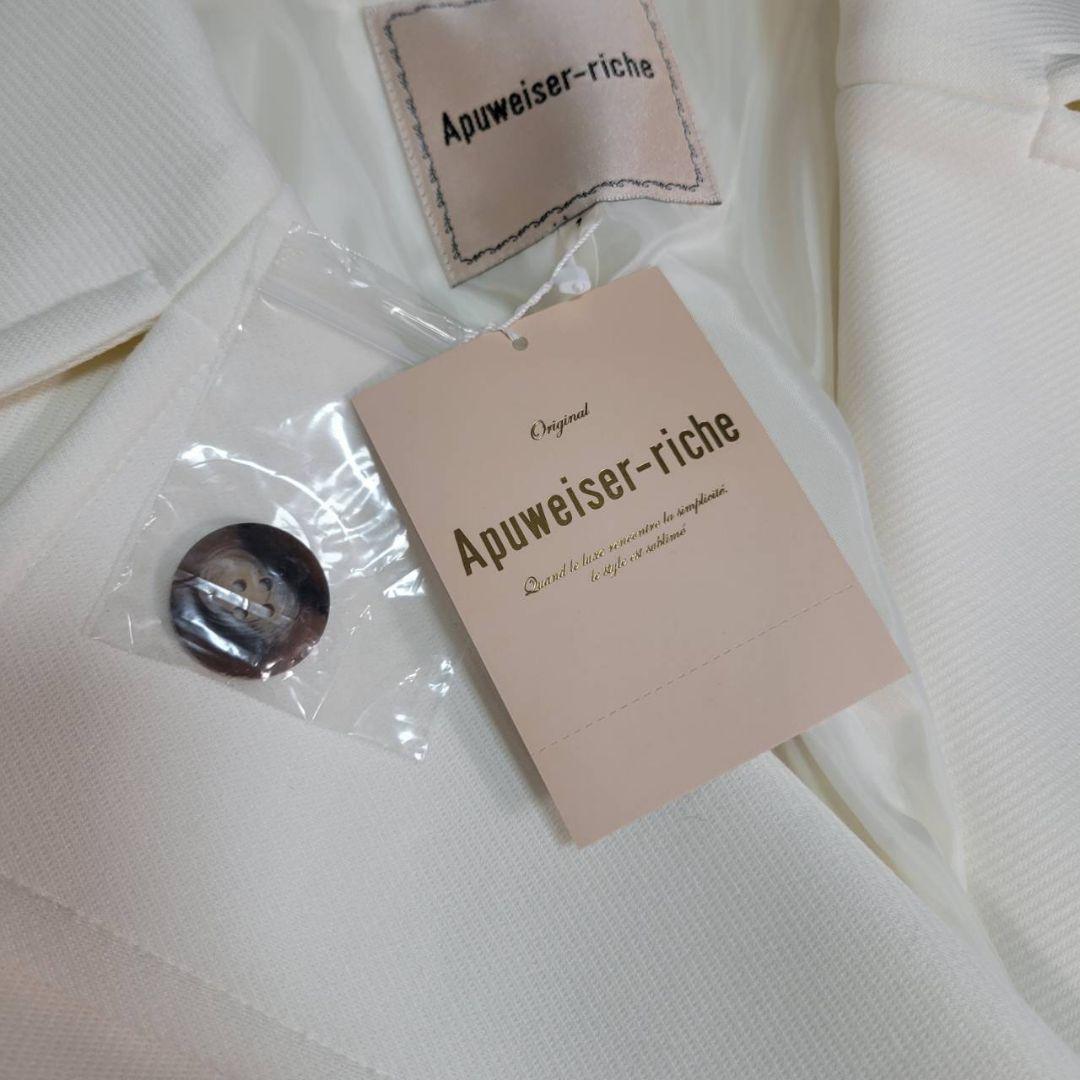 Apuweiser-riche
Original
Apuweiser-riche
Quand le luxe rencontre la simplicité.
le style est sublimé